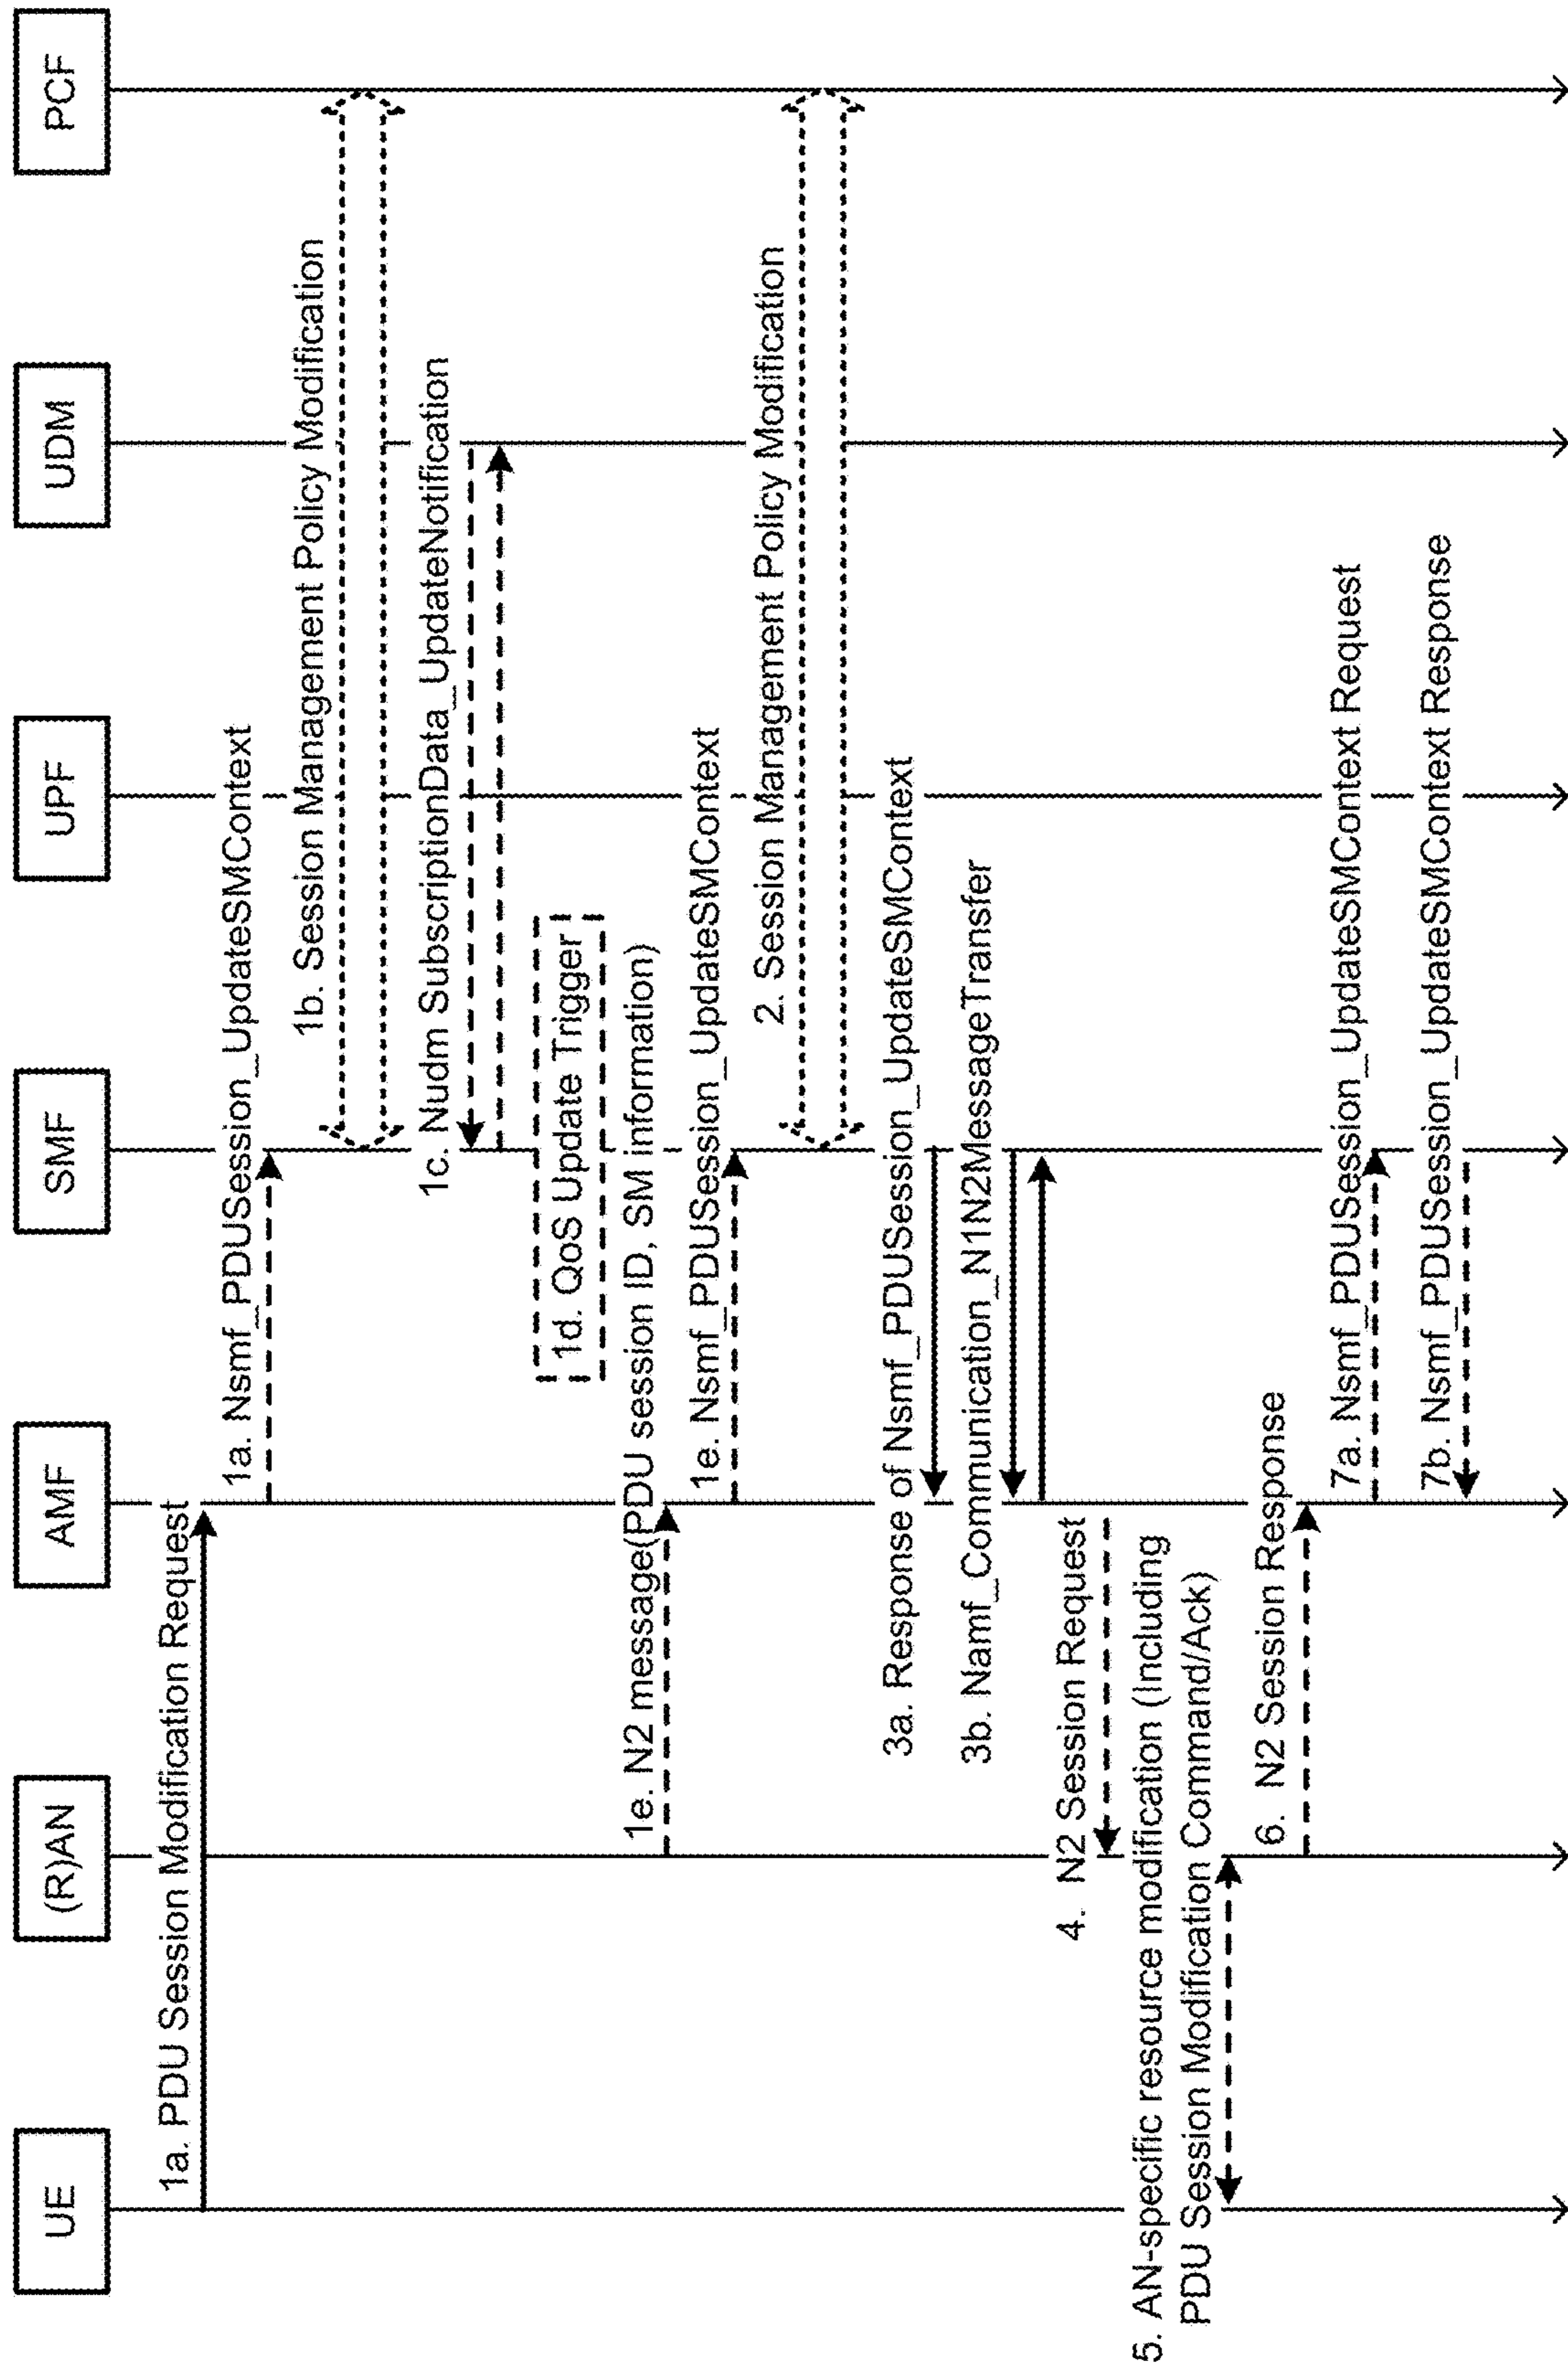 UE
(R)AN
AMF
SMF
UPF
UDM
PCF
1a. PDU Session Modification Request
1a. Nsmf_PDUSession_UpdateSMContext
1b. Session Management Policy Modification
1c. Nudm SubscriptionData_UpdateNotification
1d. QoS Update Trigger
1e. N2 message(PDU session ID, SM information)
1e. Nsmf_PDUSession_UpdateSMContext
2. Session Management Policy Modification
3a. Response of Nsmf_PDUSession_UpdateSMContext
3b. Namf_Communication_N1N2MessageTransfer
4. N2 Session Request
5. AN-specific resource modification (Including
PDU Session Modification Command/Ack)
6. N2 Session Response
7a. Nsmf_PDUSession_UpdateSMContext Request
7b. Nsmf_PDUSession_UpdateSMContext Response